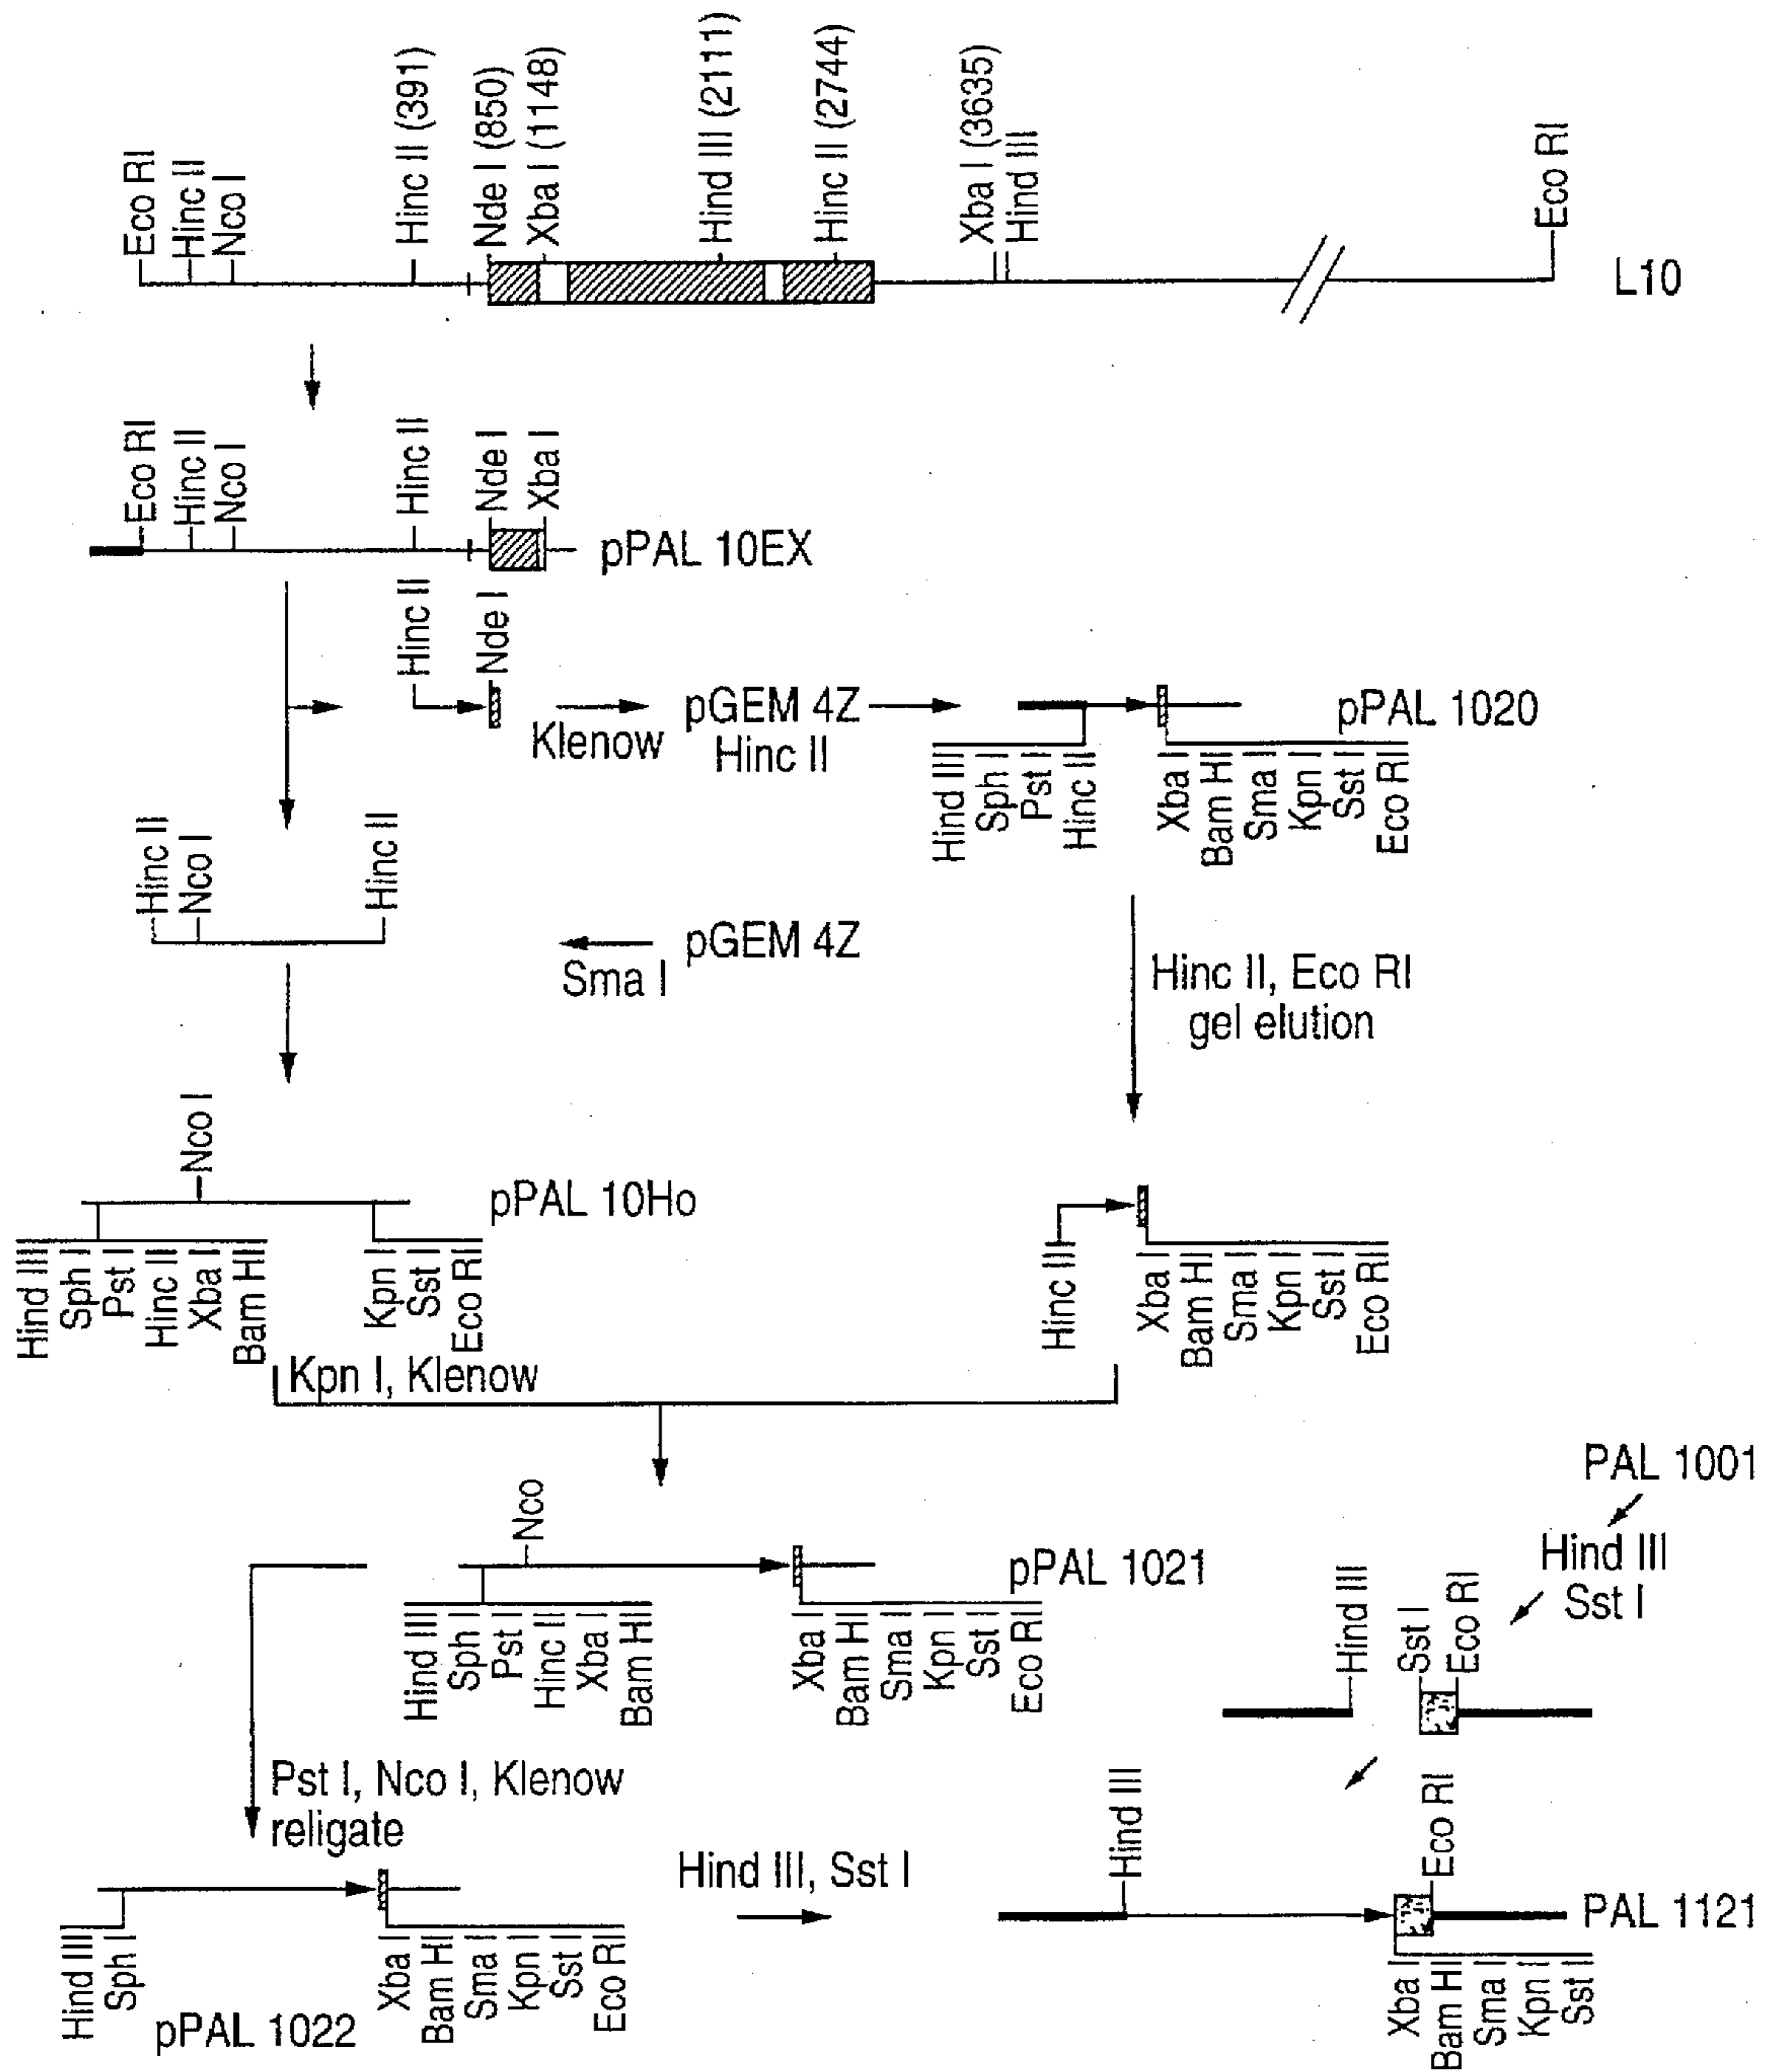 Eco RI
Hinc II
Nco I
Hinc II (391)
Nde I (850)
Xba I (1148)
Hind III (2111)
Hinc II (2744)
Xba I (3635)
Hind III
Eco RI
L10
Eco RI
Hinc II
Nco I
Hinc II
Nde I
Xba I
pPAL 10EX
Hinc II
Nde I
Klenow
pGEM 4Z
Hinc II
pPAL 1020
Hind III
Sph I
Pst I
Hinc II
Xba I
Bam HI
Sma I
Kpn I
Sst I
Eco RI
Hinc II
Nco I
Hinc II
Sma I
pGEM 4Z
Hinc II, Eco RI
gel elution
Nco I
pPAL 10Ho
Hind III
Sph I
Pst I
Hinc II
Xba I
Bam HI
Kpn I
Sst I
Eco RI
Hinc II
Xba I
Bam HI
Sma I
Kpn I
Sst I
Eco RI
Kpn I, Klenow
Nco
pPAL 1021
Hind III
Sph I
Pst I
Hinc II
Xba I
Bam HI
Xba I
Bam HI
Sma I
Kpn I
Sst I
Eco RI
PAL 1001
Hind III
Sst I
Hind III
Sst I
Eco RI
Pst I, Nco I, Klenow
religate
Hind III
Sph I
Xba I
Bam HI
Sma I
Kpn I
Sst I
Eco RI
pPAL 1022
Hind III, Sst I
Hind III
Eco RI
PAL 1121
Xba I
Bam HI
Sma I
Kpn I
Sst I